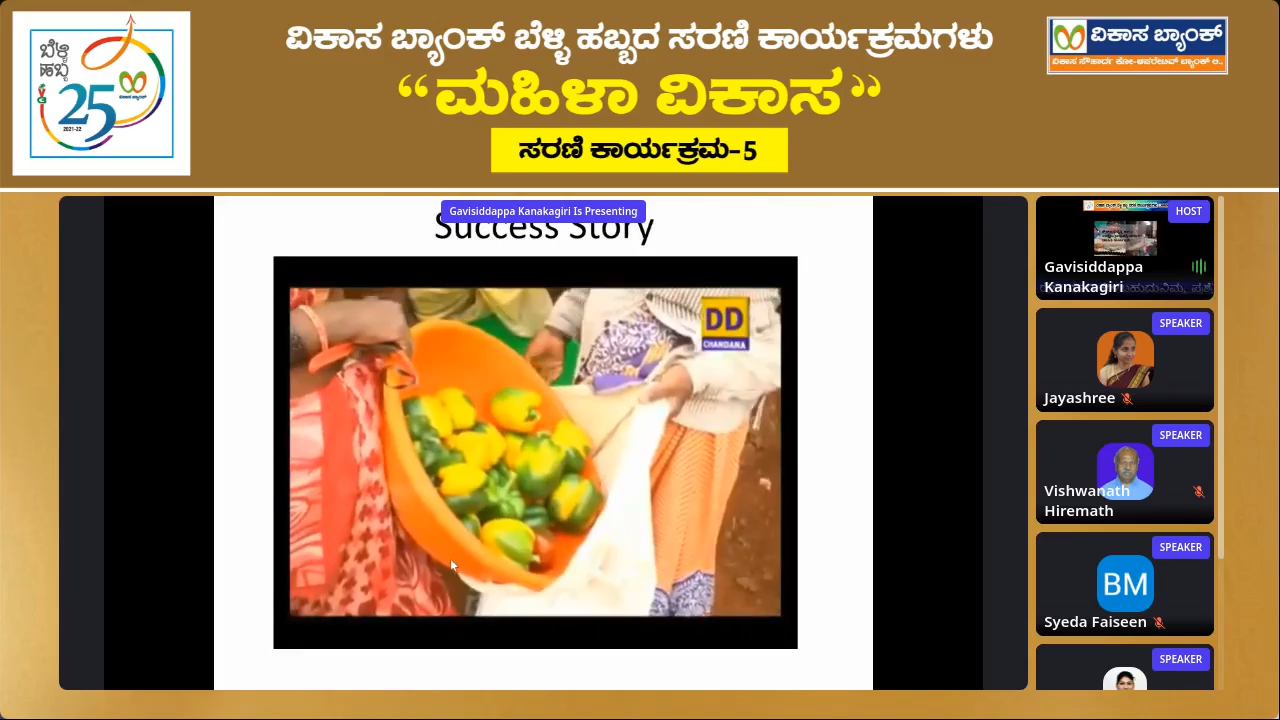 ಬೆಳ್ಳಿ
ಹಬ್ಬ
25
2021-22
ವಿಕಾಸ ಬ್ಯಾಂಕ್ ಬೆಳ್ಳಿ ಹಬ್ಬದ ಸರಣಿ ಕಾರ್ಯಕ್ರಮಗಳು
“ಮಹಿಳಾ ವಿಕಾಸ”
ಸರಣಿ ಕಾರ್ಯಕ್ರಮ-5
ವಿಕಾಸ ಬ್ಯಾಂಕ್
ವಿಕಾಸ ಸೌಹಾರ್ದ ಕೋ-ಆಪರೇಟಿವ್ ಬ್ಯಾಂಕ್ ಲಿ.,
Gavisiddappa Kanakagiri Is Presenting
Success Story
DD
CHANDANA
HOST
Gavisiddappa
Kanakagiri
SPEAKER
Jayashree
SPEAKER
Vishwanath
Hiremath
SPEAKER
BM
Syeda Faiseen
SPEAKER